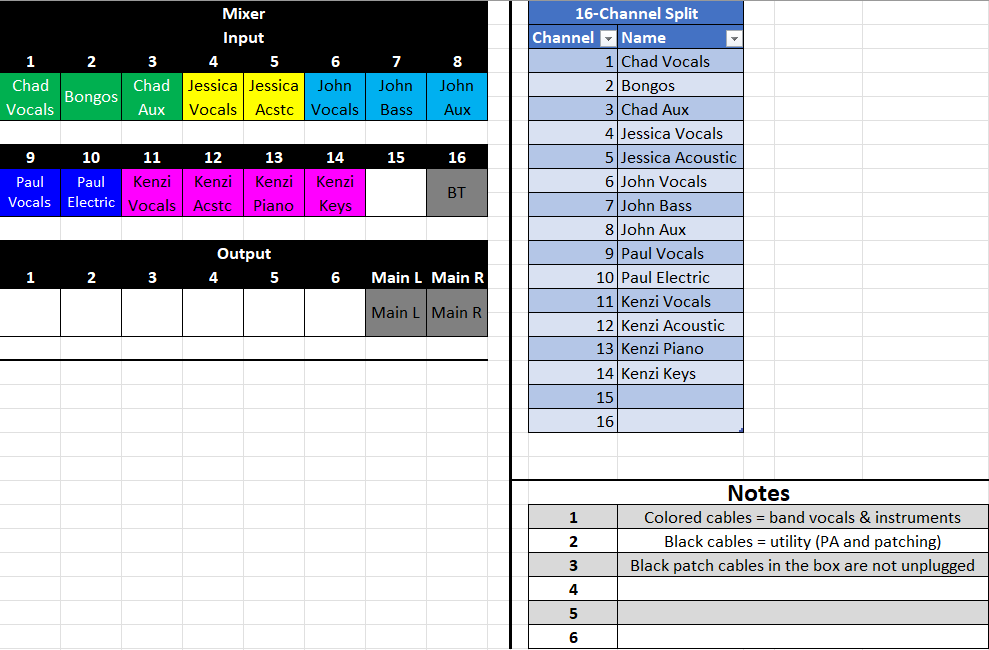 Mixer
Input
1 2 3 4 5 6 7 8
Chad Bongos Chad Jessica Jessica John John John
Vocals Aux Vocals Acstc Vocals Bass Aux
9 10 11 12 13 14 15 16
Paul Paul Kenzi Kenzi Kenzi Kenzi BT
Vocals Electric Vocals Acstc Piano Keys
Output
1 2 3 4 5 6 Main L Main R
Main L Main R
16-Channel Split
Channel Name
1 Chad Vocals
2 Bongos
3 Chad Aux
4 Jessica Vocals
5 Jessica Acoustic
6 John Vocals
7 John Bass
8 John Aux
9 Paul Vocals
10 Paul Electric
11 Kenzi Vocals
12 Kenzi Acoustic
13 Kenzi Piano
14 Kenzi Keys
15
16
Notes
1 Colored cables = band vocals & instruments
2 Black cables = utility (PA and patching)
3 Black patch cables in the box are not unplugged
4
5
6